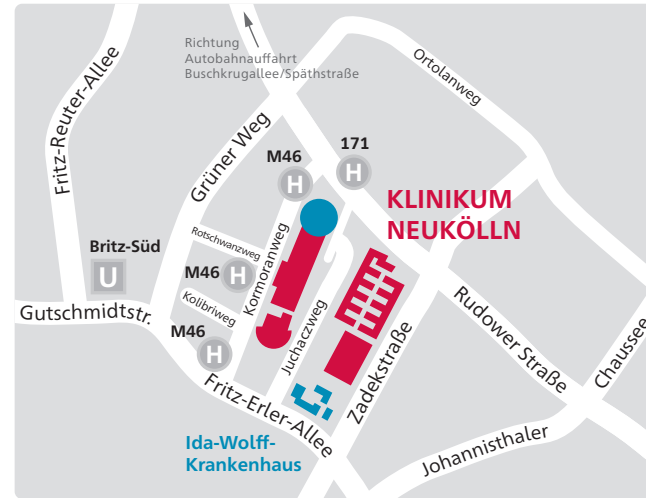 Richtung
Autobahnauffahrt
Buschkrugallee/Späthstraße
Ortolanweg
Fritz-Reuter-Allee
Grüner Weg
M46
H
171
H
KLINIKUM
NEUKÖLLN
Rotschwanzweg
Britz-Süd
U
M46
H
Kormoranweg
Kolibriweg
Gutschmidtstr.
M46
H
Juchaczweg
Zadekstraße
Rudower Straße
Fritz-Erler-Allee
Ida-Wolff-
Krankenhaus
Johannisthaler
Chaussee